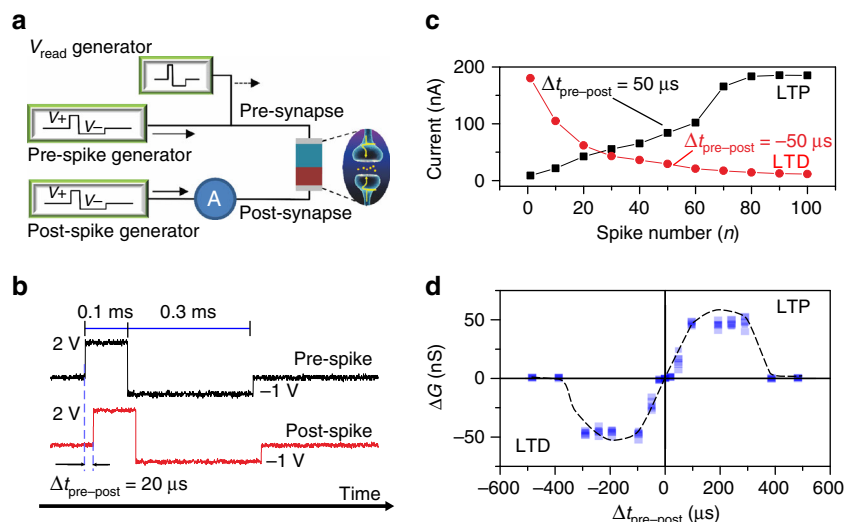 a
V_read generator
V+ V−
Pre-synapse
Pre-spike generator
V+ V−
A
Post-synapse
Post-spike generator
b
0.1 ms 0.3 ms
2 V
Pre-spike
−1 V
2 V
Post-spike
−1 V
Δt_pre–post = 20 μs
Time
c
200
Δt_pre–post = 50 μs
LTP
100
Δt_pre–post = −50 μs
LTD
0
Current (nA)
0 20 40 60 80 100
Spike number (n)
d
50
LTP
0
−50
LTD
ΔG (nS)
−600 −400 −200 0 200 400 600
Δt_pre–post (μs)